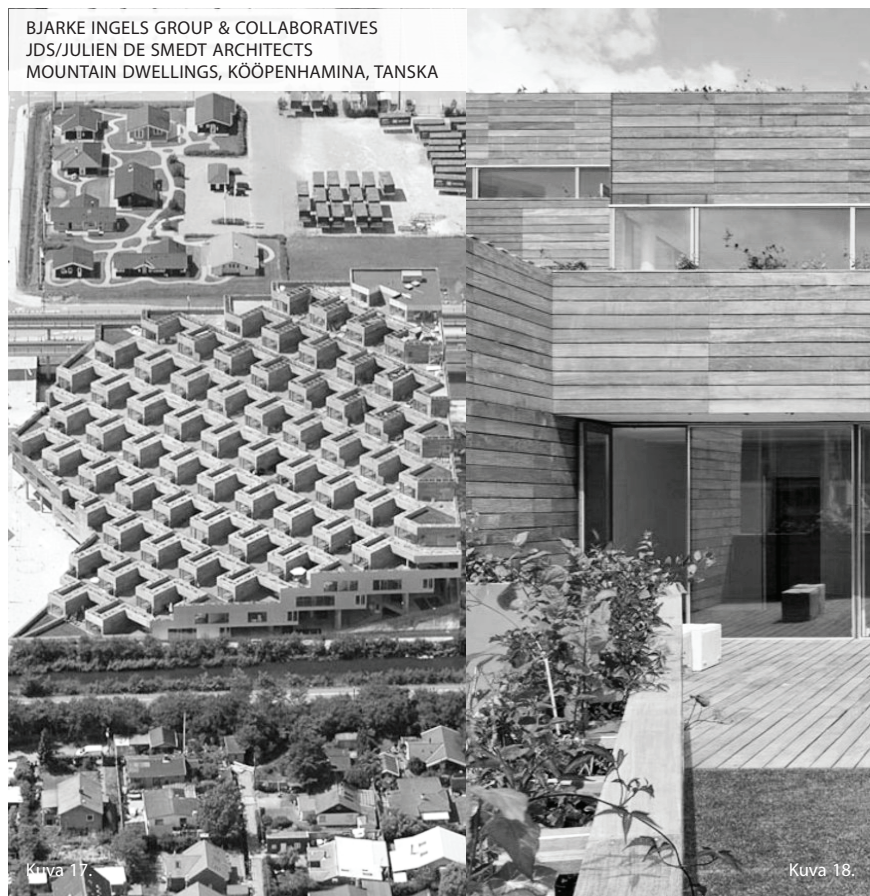 BJARKE INGELS GROUP & COLLABORATIVES
JDS/JULIEN DE SMEDT ARCHITECTS
MOUNTAIN DWELLINGS, KÖÖPENHAMINA, TANSKA
Kuva 17.
Kuva 18.